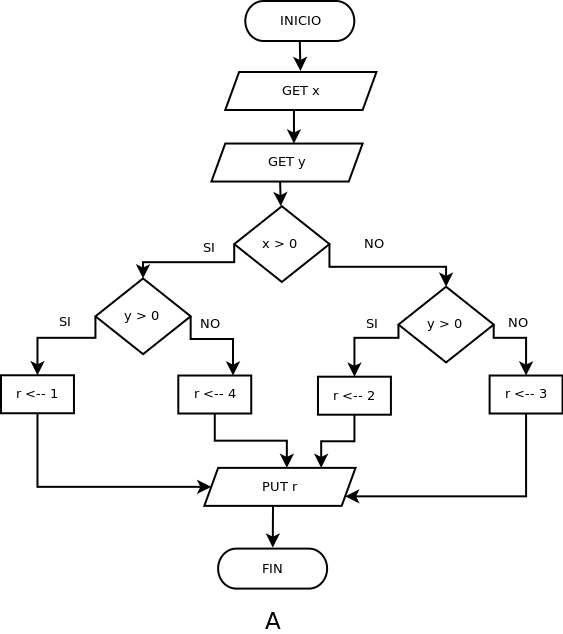 INICIO
GET x
GET y
x > 0
SI
NO
y > 0
SI
NO
y > 0
SI
NO
r <-- 1
r <-- 4
r <-- 2
r <-- 3
PUT r
FIN
A